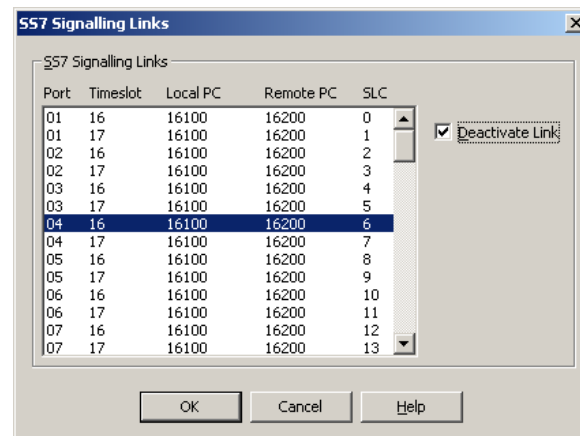 SS7 Signalling Links
SS7 Signalling Links
Port Timeslot Local PC Remote PC SLC
01 16 16100 16200 0
01 17 16100 16200 1
02 16 16100 16200 2
02 17 16100 16200 3
03 16 16100 16200 4
03 17 16100 16200 5
04 16 16100 16200 6
04 17 16100 16200 7
05 16 16100 16200 8
05 17 16100 16200 9
06 16 16100 16200 10
06 17 16100 16200 11
07 16 16100 16200 12
07 17 16100 16200 13
Deactivate Link
OK Cancel Help